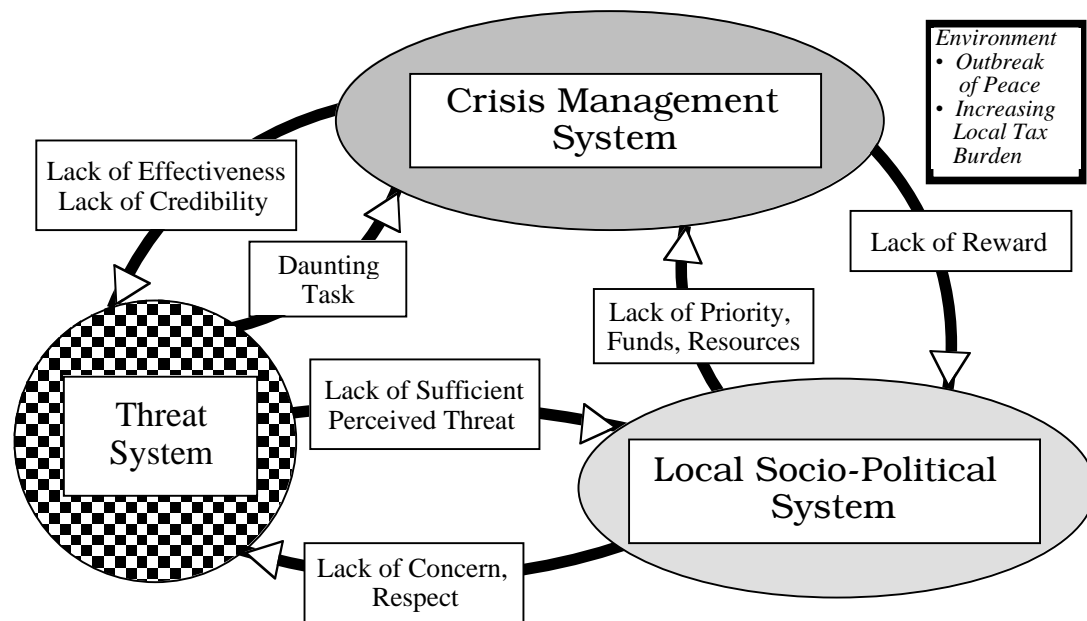 Crisis Management
System
Environment
• Outbreak
of Peace
• Increasing
Local Tax
Burden
Lack of Effectiveness
Lack of Credibility
Daunting
Task
Lack of Reward
Lack of Priority,
Funds, Resources
Threat
System
Lack of Sufficient
Perceived Threat
Local Socio-Political
System
Lack of Concern,
Respect